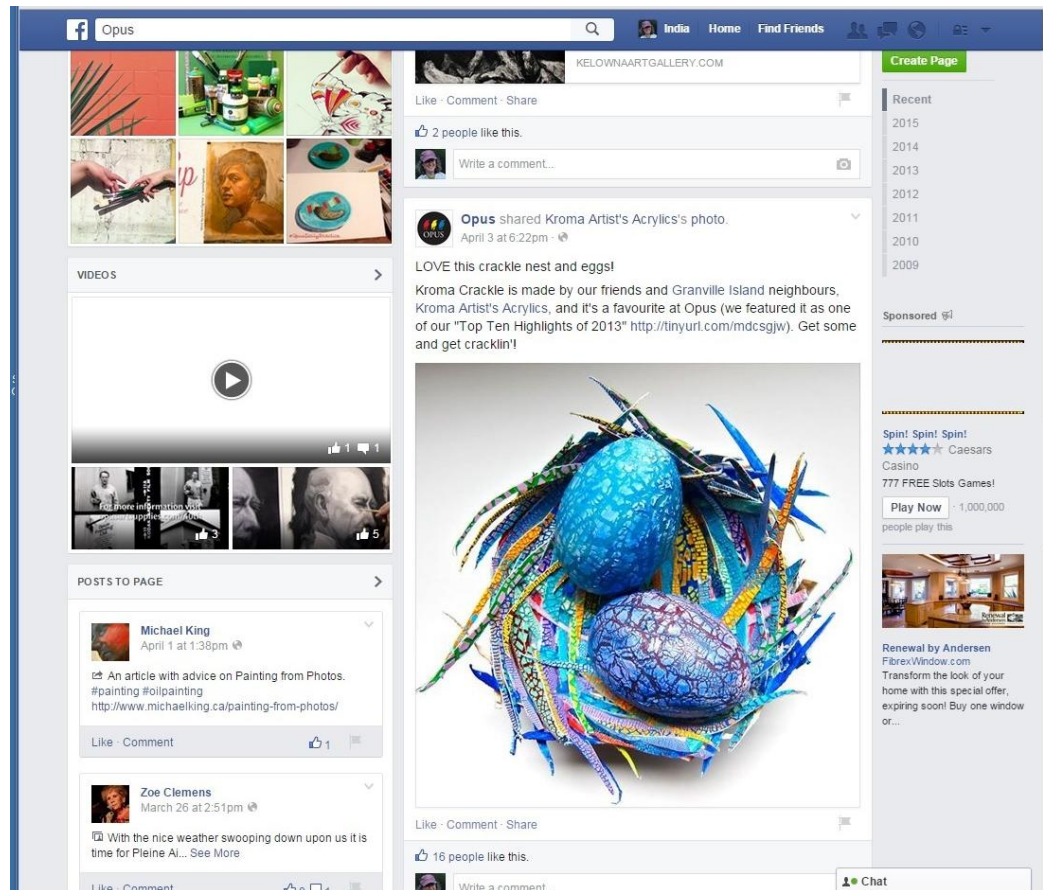 Opus
India Home Find Friends
KELOWNAARTGALLERY.COM
Like · Comment · Share
2 people like this.
Write a comment...
Opus shared Kroma Artist's Acrylics's photo.
April 3 at 6:22pm ·
LOVE this crackle nest and eggs!
Kroma Crackle is made by our friends and Granville Island neighbours,
Kroma Artist's Acrylics, and it's a favourite at Opus (we featured it as one
of our "Top Ten Highlights of 2013" http://tinyurl.com/mdcsgjw). Get some
and get cracklin'!
OPUS
Like · Comment · Share
16 people like this.
Write a comment
VIDEOS
1 1
For more information visit
3
5
POSTS TO PAGE
Michael King
April 1 at 1:38pm
An article with advice on Painting from Photos.
#painting #oilpainting
http://www.michaelking.ca/painting-from-photos/
Like · Comment
1
Zoe Clemens
March 26 at 2:51pm
With the nice weather swooping down upon us it is
time for Pleine Ai... See More
Like · Comment
Create Page
Recent
2015
2014
2013
2012
2011
2010
2009
Sponsored
Spin! Spin! Spin!
Caesars
Casino
777 FREE Slots Games!
Play Now · 1,000,000
people play this
Renewal
Renewal by Andersen
FibrexWindow.com
Transform the look of your
home with this special offer,
expiring soon! Buy one window
or...
Chat